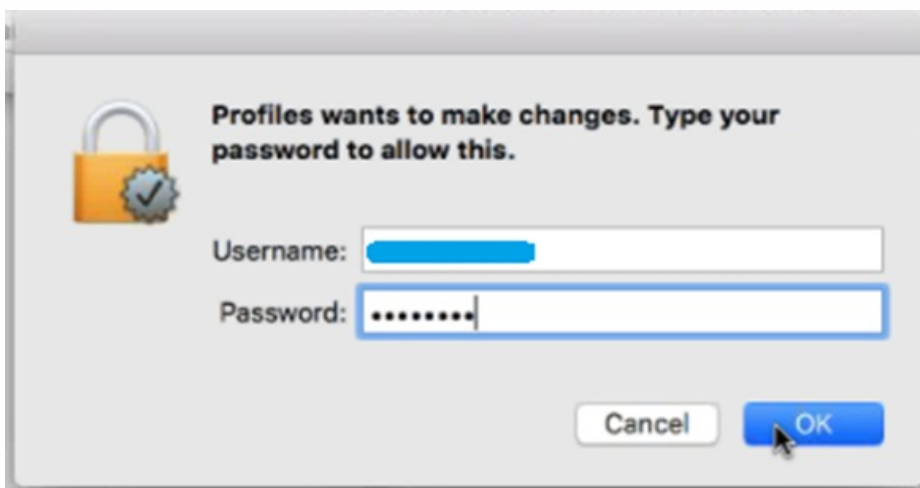 Profiles wants to make changes. Type your
password to allow this.
Username:
Password: ••••••••
Cancel OK